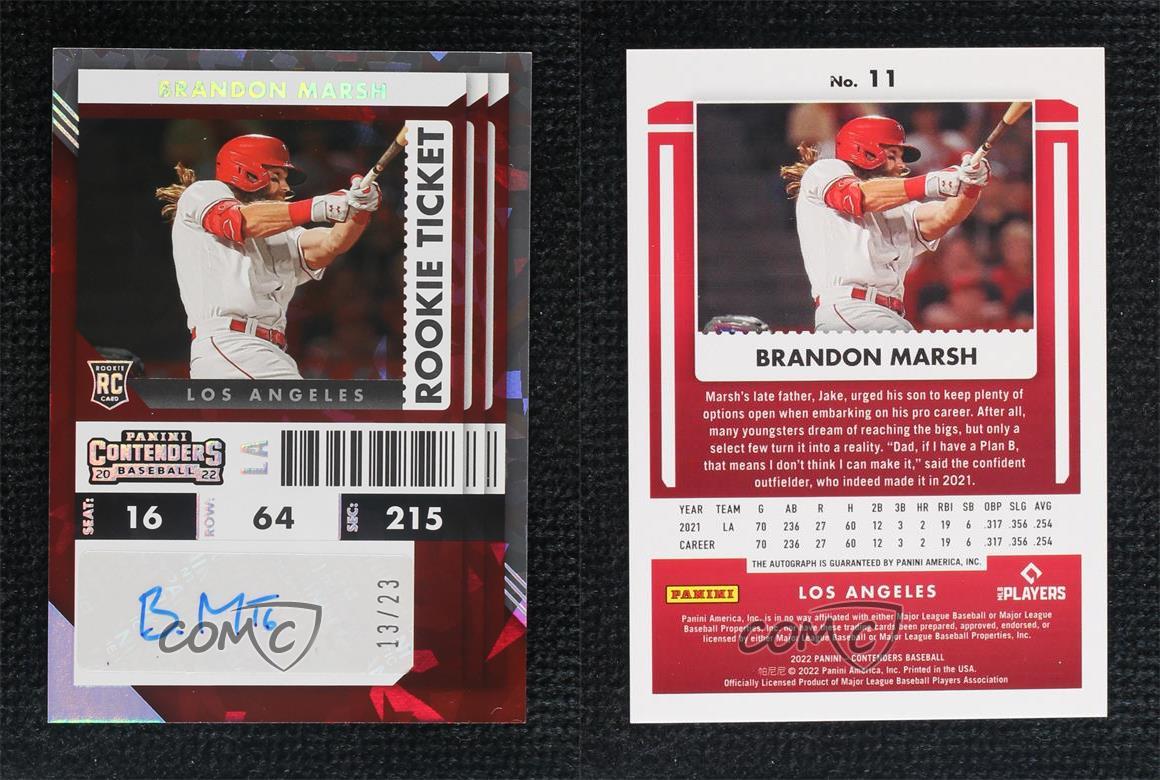 BRANDON MARSH
ROOKIE TICKET
ROOKIE
RC
CARD
LOS ANGELES
PANINI
CONTENDERS
BASEBALL
20 22
LA
SEAT:
16
ROW:
64
SEC:
215
B. M 16
13/23
COMC
No. 11
BRANDON MARSH
Marsh's late father, Jake, urged his son to keep plenty of
options open when embarking on his pro career. After all,
many youngsters dream of reaching the bigs, but only a
select few turn it into a reality. “Dad, if I have a Plan B,
that means I don't think I can make it,” said the confident
outfielder, who indeed made it in 2021.
YEAR TEAM G AB R H 2B 3B HR RBI SB OBP SLG AVG
2021 LA 70 236 27 60 12 3 2 19 6 .317 .356 .254
CAREER 70 236 27 60 12 3 2 19 6 .317 .356 .254
THE AUTOGRAPH IS GUARANTEED BY PANINI AMERICA, INC.
PANINI
LOS ANGELES
MLB PLAYERS
Panini America, Inc. is in no way affiliated with either Major League Baseball or Major League
Baseball Properties, Inc. have been prepared, approved, endorsed, or
licensed by either Major League Baseball or Major League Baseball Properties, Inc.
COMC
2022 PANINI - CONTENDERS BASEBALL
帕尼尼 © 2022 Panini America, Inc. Printed in the USA.
Officially Licensed Product of Major League Baseball Players Association